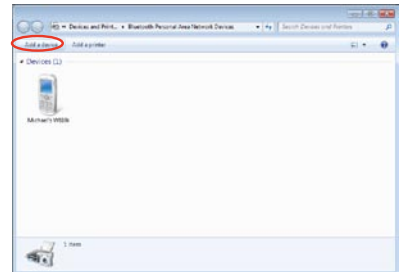 Devices and Print... ▸ Bluetooth Personal Area Network Devices
Search Devices and Printers
Add a device
Add a printer
Devices (1)
Michael's W810i
1 item